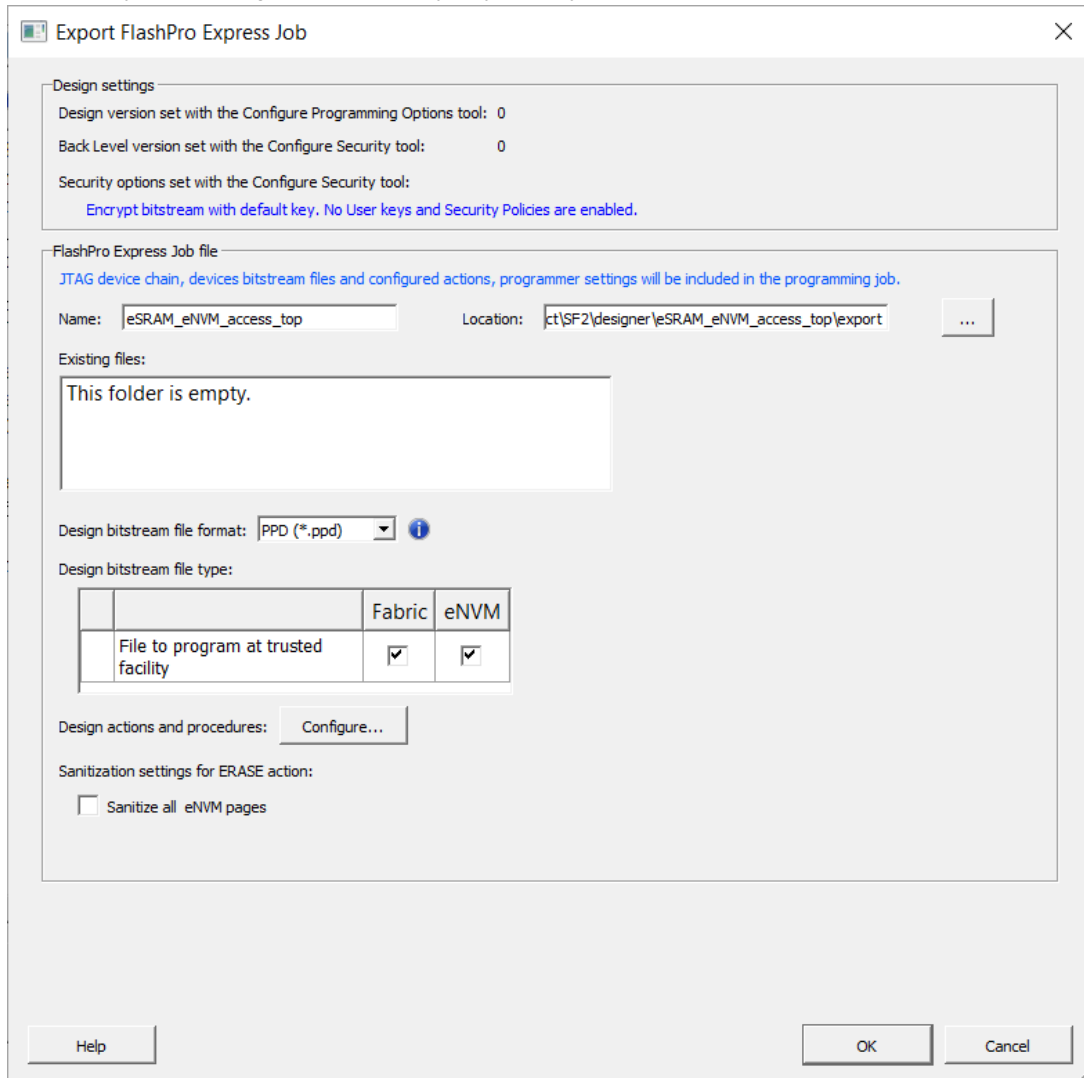 Export FlashPro Express Job
Design settings
Design version set with the Configure Programming Options tool: 0
Back Level version set with the Configure Security tool: 0
Security options set with the Configure Security tool:
Encrypt bitstream with default key. No User keys and Security Policies are enabled.
FlashPro Express Job file
JTAG device chain, devices bitstream files and configured actions, programmer settings will be included in the programming job.
Name: eSRAM_eNVM_access_top Location: ct\SF2\designer\eSRAM_eNVM_access_top\export ...
Existing files:
This folder is empty.
Design bitstream file format: PPD (*.ppd)
Design bitstream file type:
Fabric eNVM
File to program at trusted
facility
Design actions and procedures: Configure...
Sanitization settings for ERASE action:
Sanitize all eNVM pages
Help OK Cancel